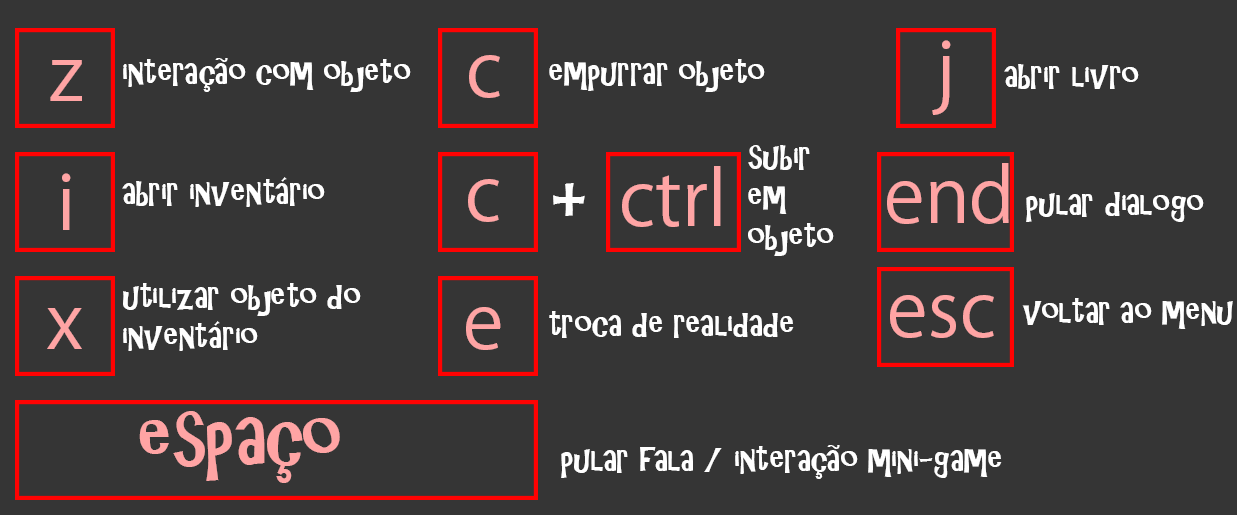 z interação com objeto
c empurrar objeto
j abrir livro
i abrir inventário
c + ctrl
Subir
em
objeto
end pular dialogo
x utilizar objeto do
inventário
e troca de realidade
esc voltar ao menu
espaço
pular fala / interação mini-game